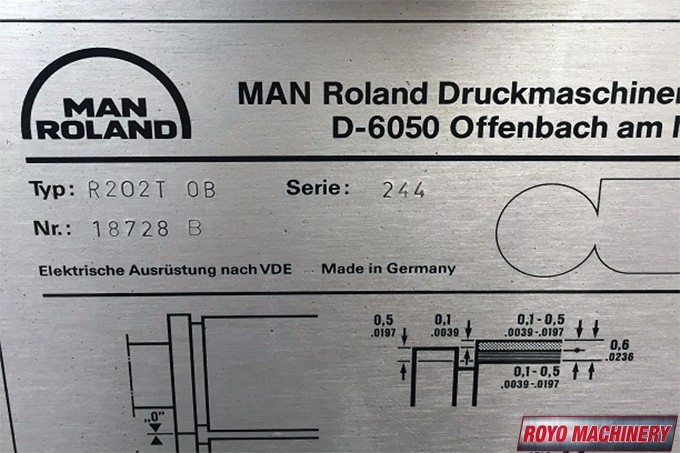 MAN
ROLAND
MAN Roland Druckmaschinen
D-6050 Offenbach am
Typ: R202T OB Serie: 244
Nr.: 18728 B
Elektrische Ausrüstung nach VDE Made in Germany
0,5 0,1 0,1 - 0,5
.0197 .0039 .0039-.0197
0,6
.0236
0,1 - 0,5
.0039-.0197
"0"
ROYO MACHINERY